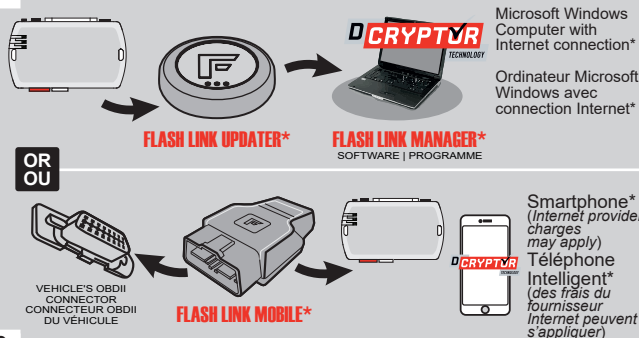 Microsoft Windows
Computer with
Internet connection*
Ordinateur Microsoft
Windows avec
connection Internet*
DCRYPTOR
TECHNOLOGY
FLASH LINK UPDATER*
FLASH LINK MANAGER*
SOFTWARE | PROGRAMME
OR
OU
VEHICLE'S OBDII
CONNECTOR
CONNECTEUR OBDII
DU VÉHICULE
FLASH LINK MOBILE*
DCRYPTOR
TECHNOLOGY
Smartphone*
(Internet provider
charges
may apply)
Téléphone
Intelligent*
(des frais du
fournisseur
Internet peuvent
s'appliquer)